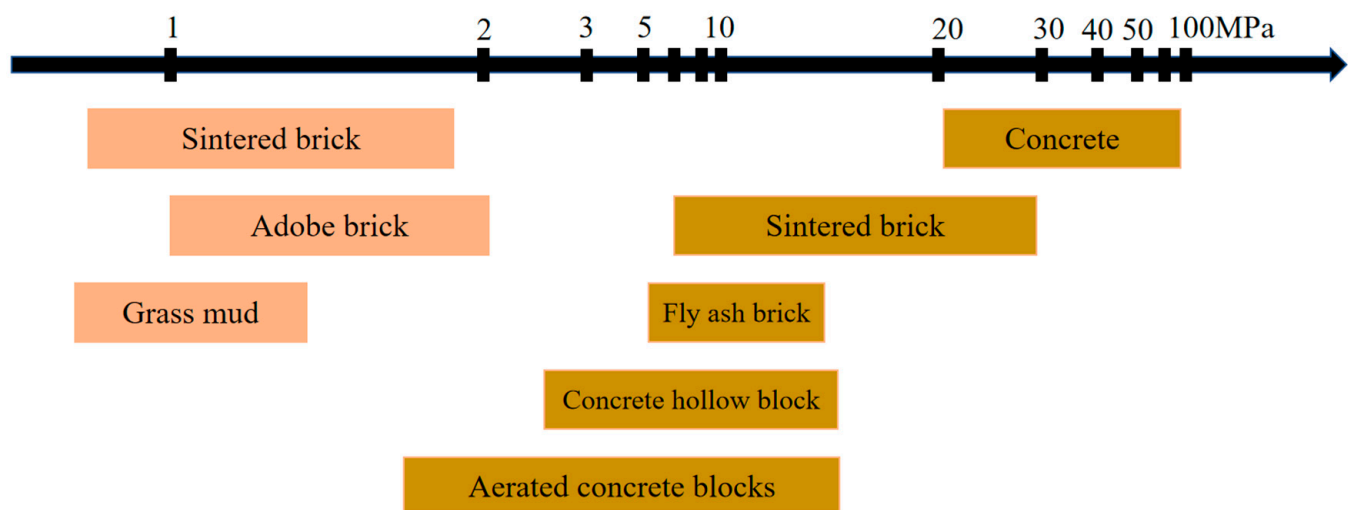 1 2 3 5 10 20 30 40 50 100MPa
Sintered brick Concrete
Adobe brick Sintered brick
Grass mud Fly ash brick
Concrete hollow block
Aerated concrete blocks